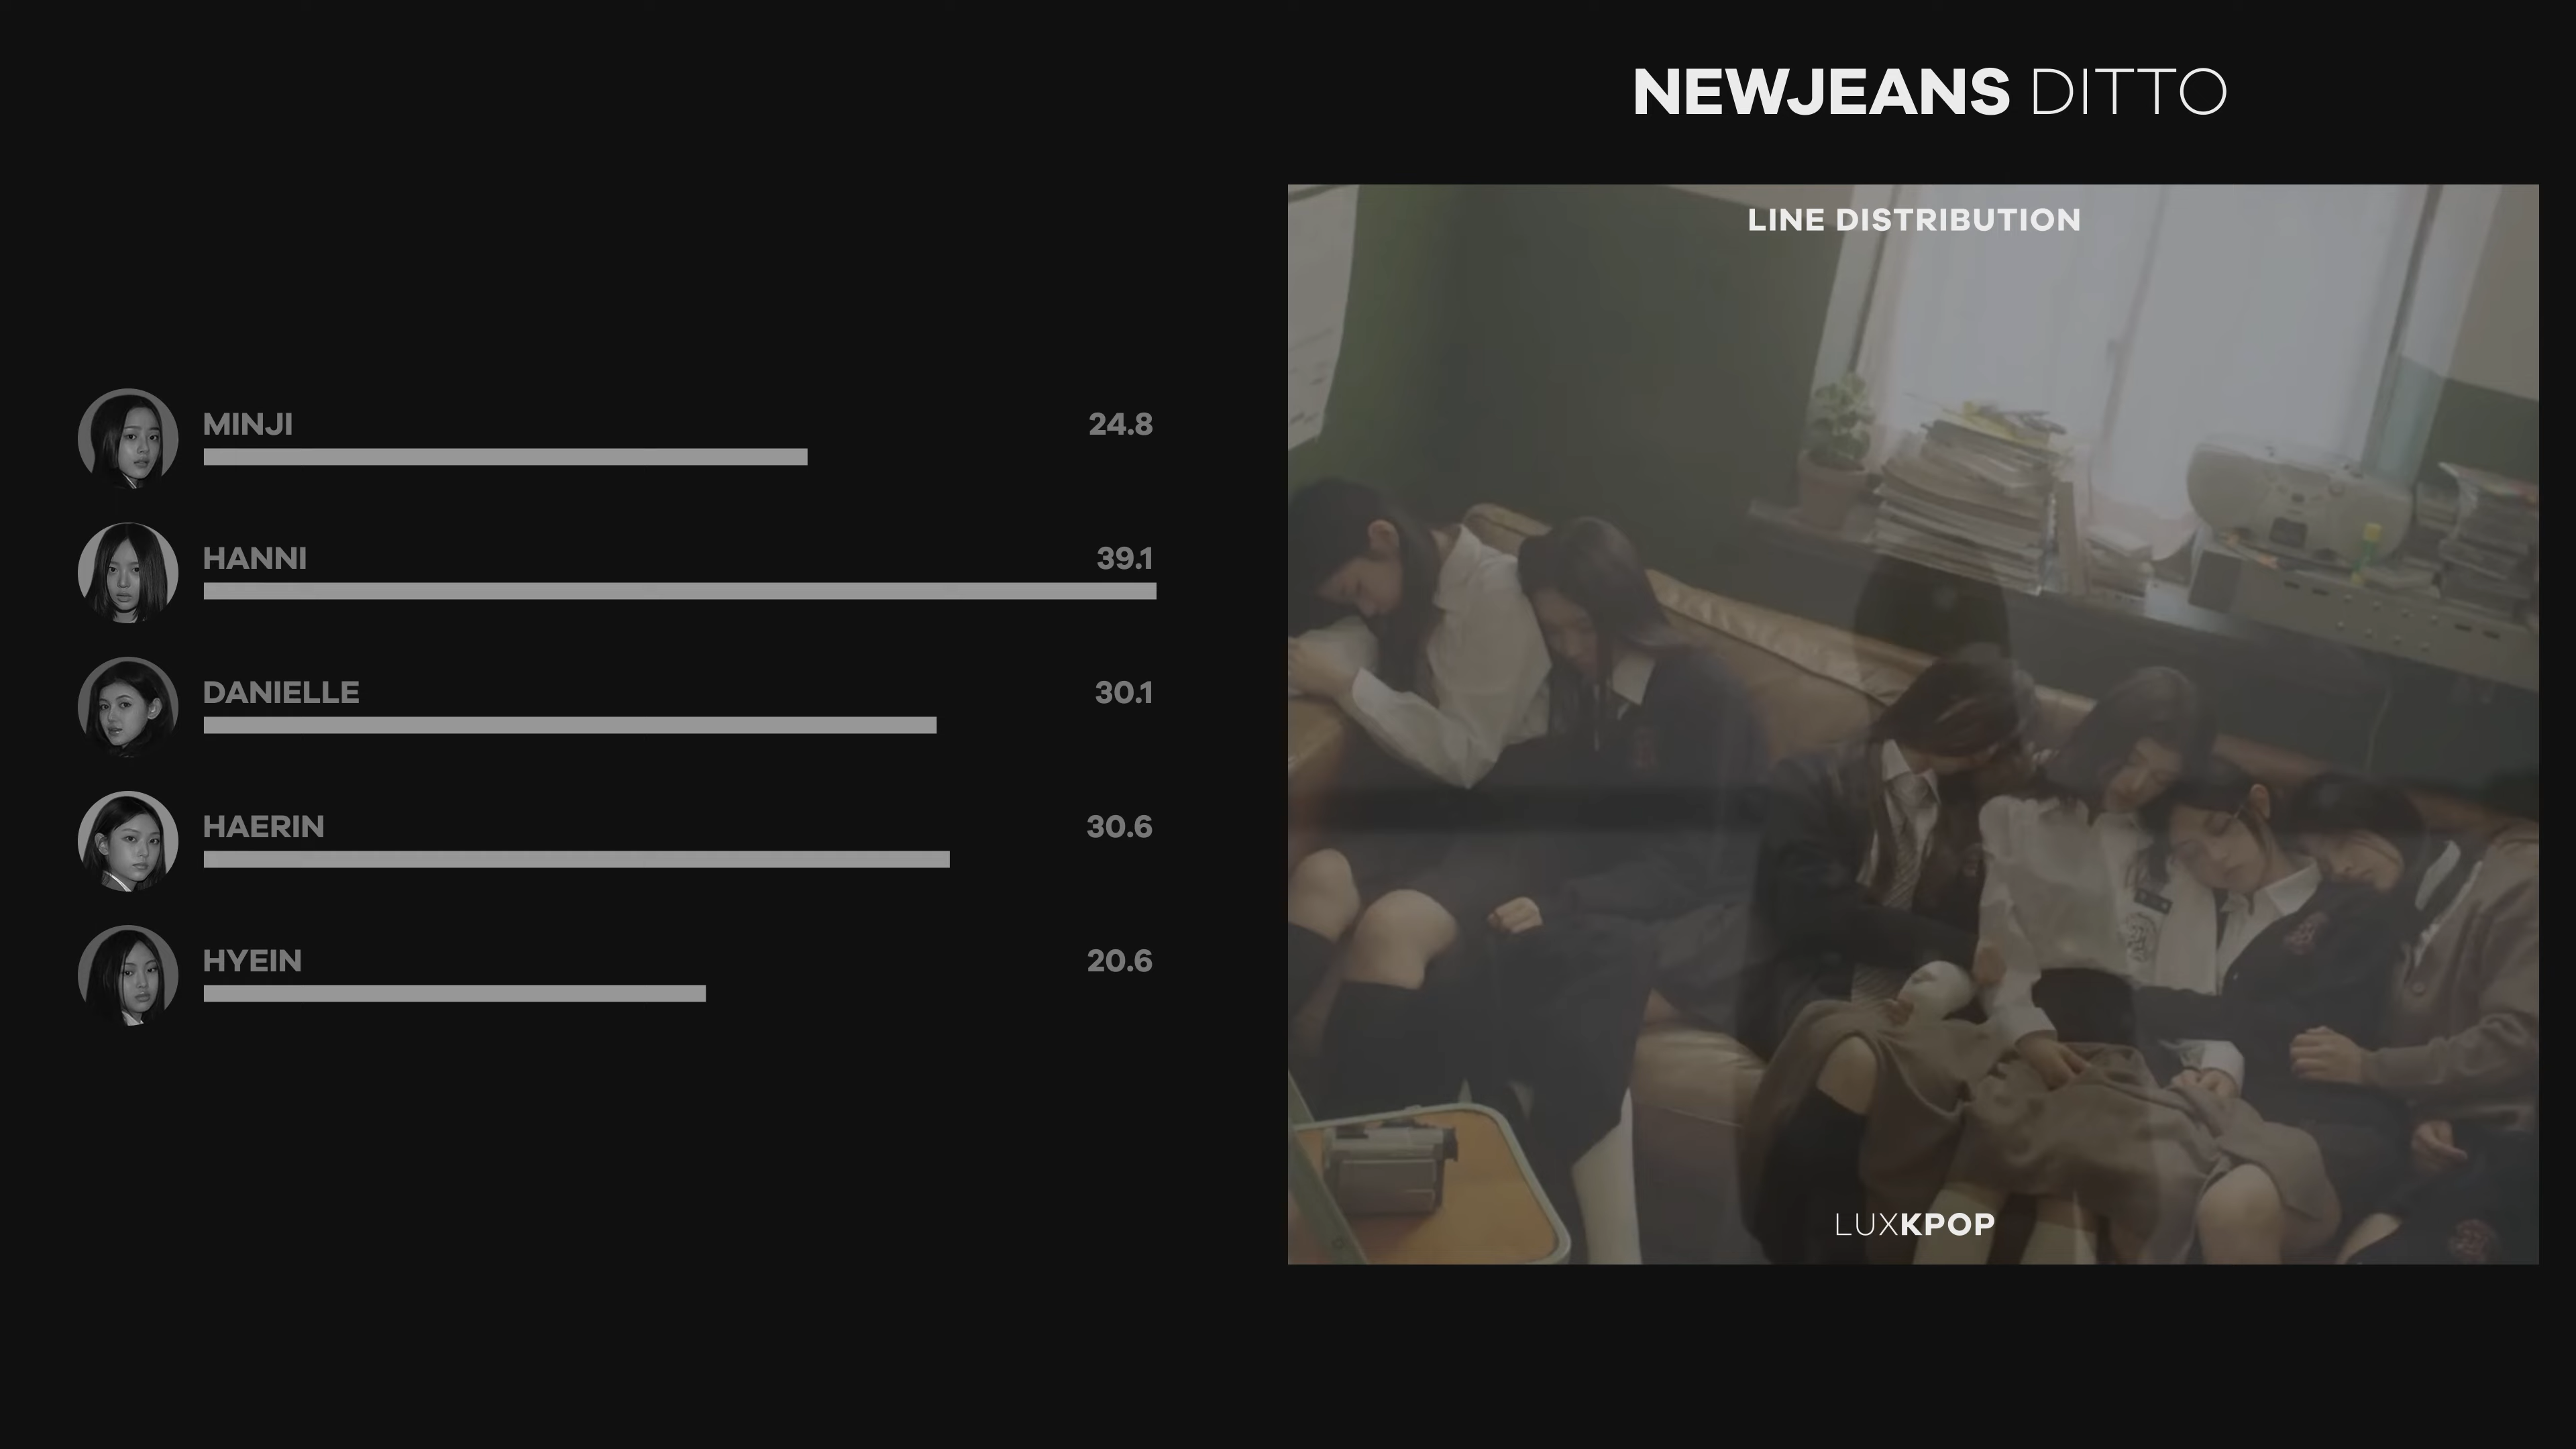 NEWJEANS DITTO
LINE DISTRIBUTION
MINJI 24.8
HANNI 39.1
DANIELLE 30.1
HAERIN 30.6
HYEIN 20.6
LUXKPOP